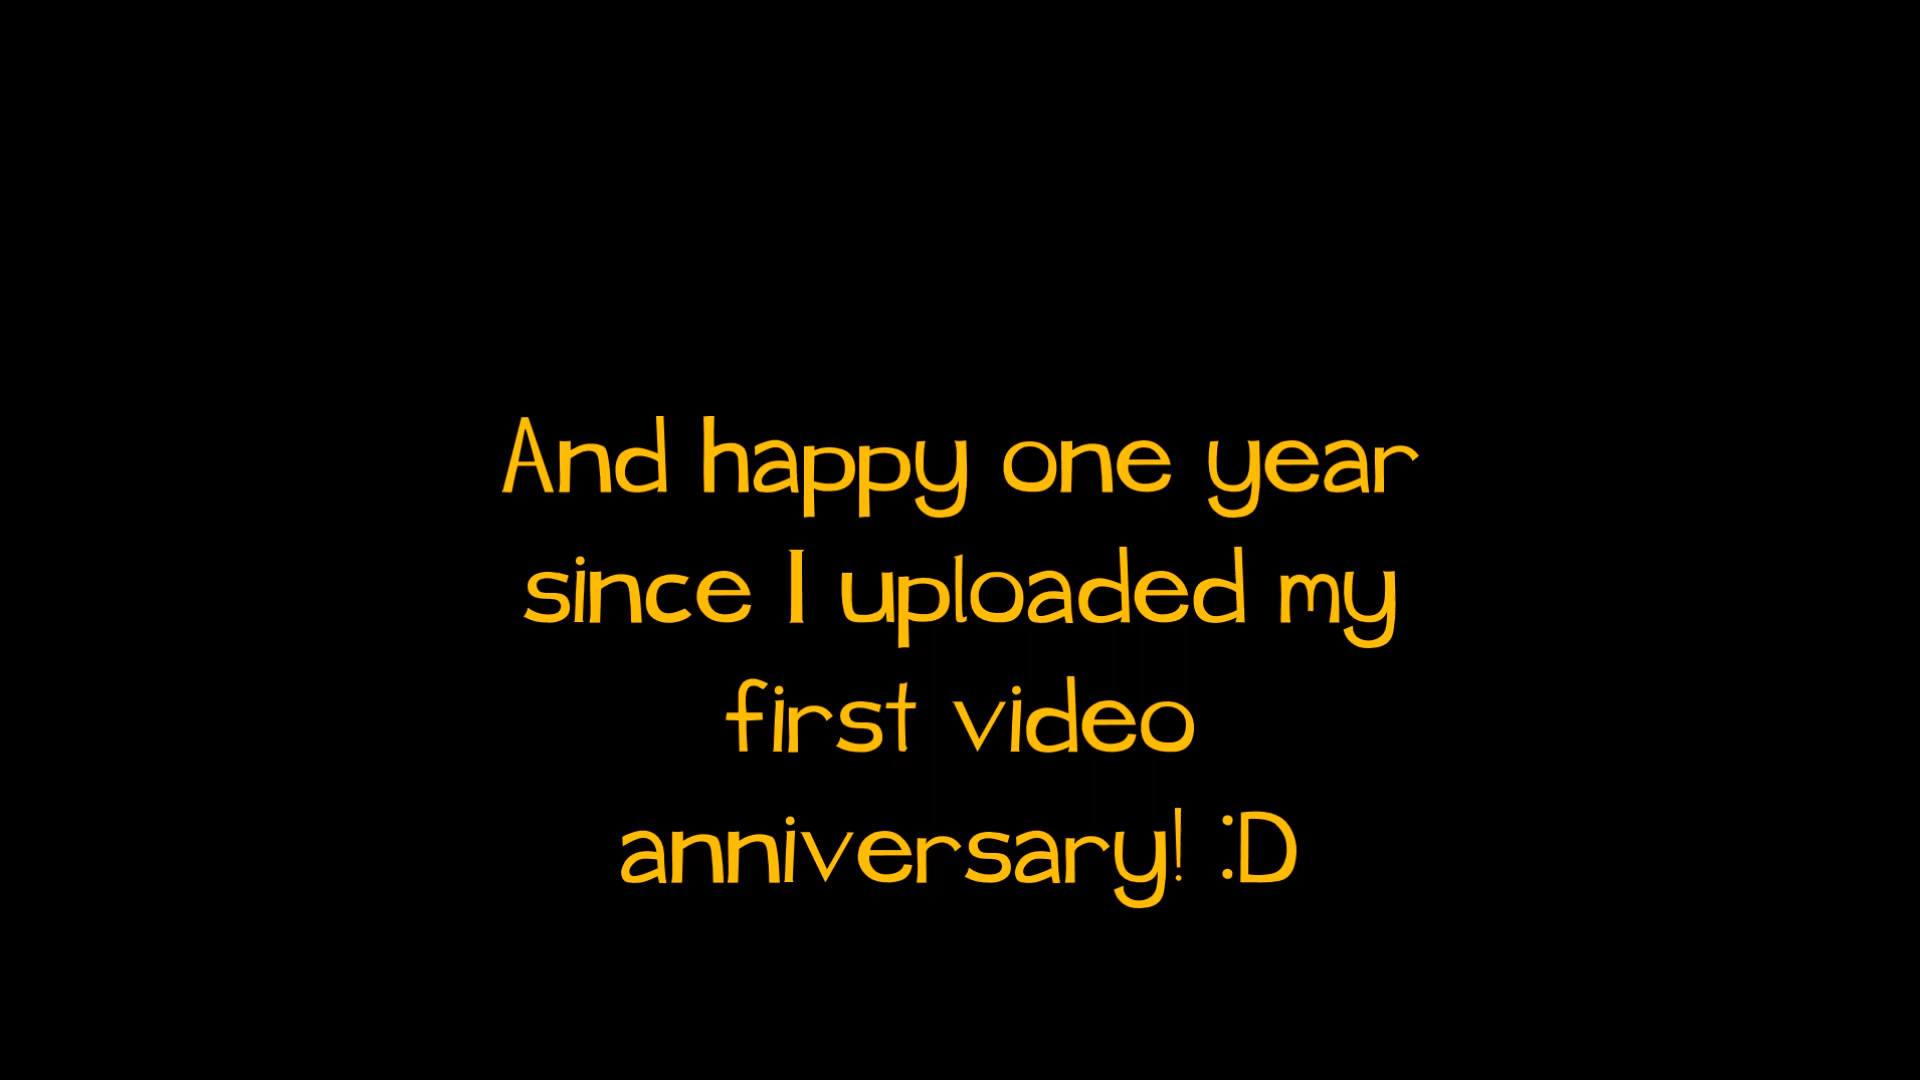 And happy one year
since I uploaded my
first video
anniversary! :D